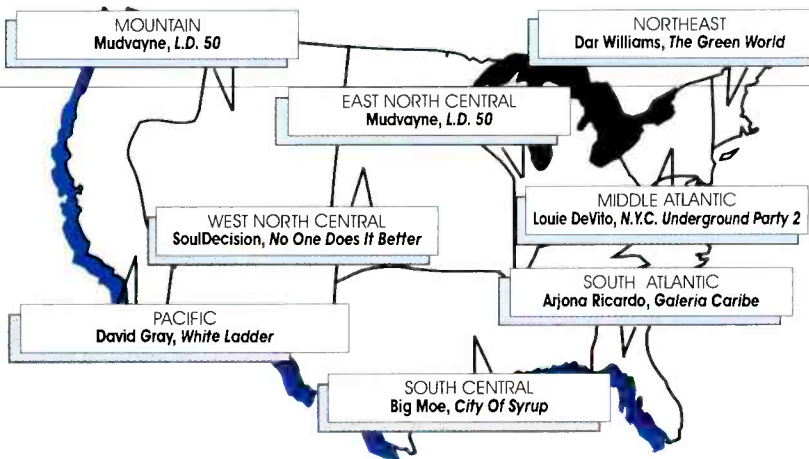 MOUNTAIN
Mudvayne, L.D. 50
NORTHEAST
Dar Williams, The Green World
EAST NORTH CENTRAL
Mudvayne, L.D. 50
WEST NORTH CENTRAL
SoulDecision, No One Does It Better
MIDDLE ATLANTIC
Louie DeVito, N.Y.C. Underground Party 2
SOUTH ATLANTIC
Arjona Ricardo, Galeria Caribe
PACIFIC
David Gray, White Ladder
SOUTH CENTRAL
Big Moe, City Of Syrup